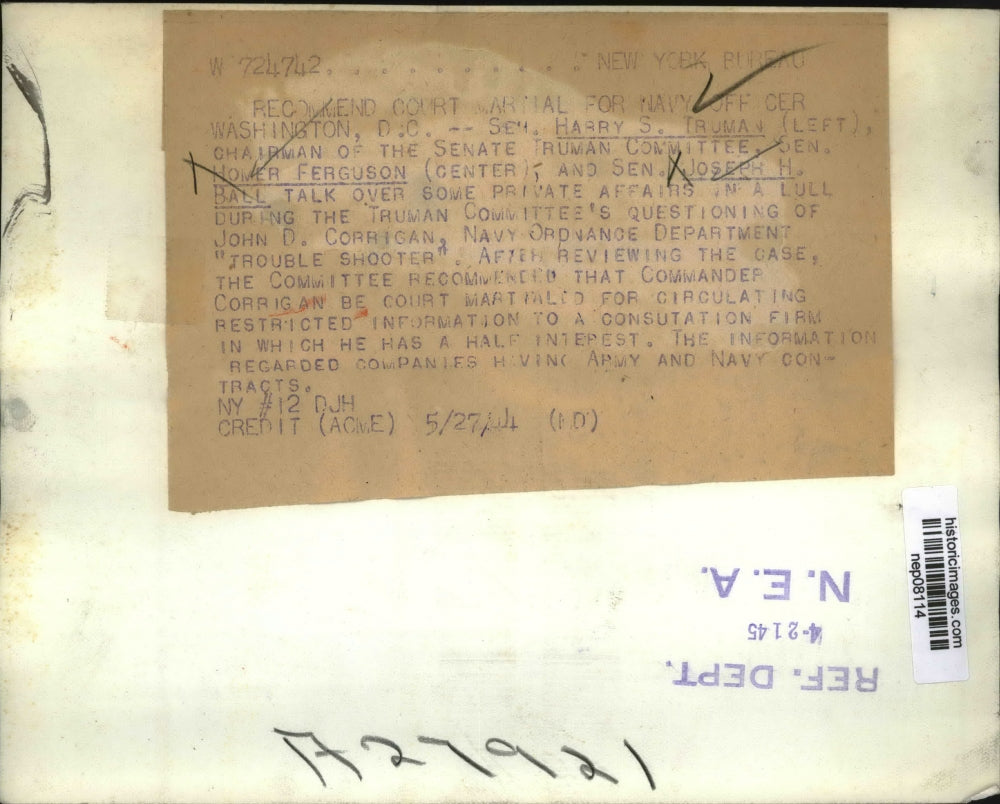 W 724742. . . . . . . . . . . NEW YORK BUREAU
RECOMMEND COURT MARTIAL FOR NAVY OFFICER
WASHINGTON, D.C. -- SEN. HARRY S. TRUMAN (LEFT),
CHAIRMAN OF THE SENATE TRUMAN COMMITTEE, SEN.
HOMER FERGUSON (CENTER), AND SEN. JOSEPH H.
BALL TALK OVER SOME PRIVATE AFFAIRS IN A LULL
DURING THE TRUMAN COMMITTEE'S QUESTIONING OF
JOHN D. CORRIGAN, NAVY ORDNANCE DEPARTMENT
"TROUBLE SHOOTER". AFTER REVIEWING THE CASE,
THE COMMITTEE RECOMMENDED THAT COMMANDER
CORRIGAN BE COURT MARTIALED FOR CIRCULATING
RESTRICTED INFORMATION TO A CONSUTATION FIRM
IN WHICH HE HAS A HALF INTEREST. THE INFORMATION
REGARDED COMPANIES HAVING ARMY AND NAVY CON-
TRACTS.
NY #12 DJH
CREDIT (ACME) 5/27/44 (MD)
historicimages.com
nep08114
REF. DEPT.
4-2145
N.E.A.
A27921